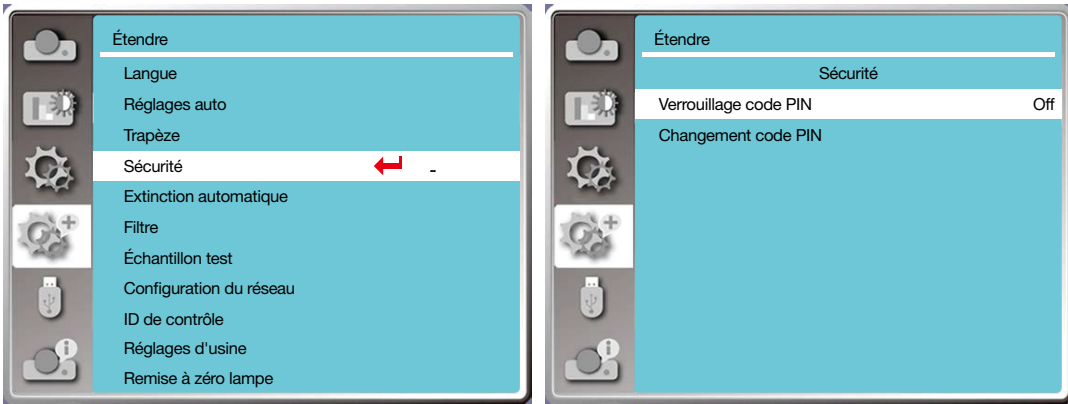 Étendre
Langue
Réglages auto
Trapèze
Sécurité -
Extinction automatique
Filtre
Échantillon test
Configuration du réseau
ID de contrôle
Réglages d'usine
Remise à zéro lampe
Étendre
Sécurité
Verrouillage code PIN Off
Changement code PIN